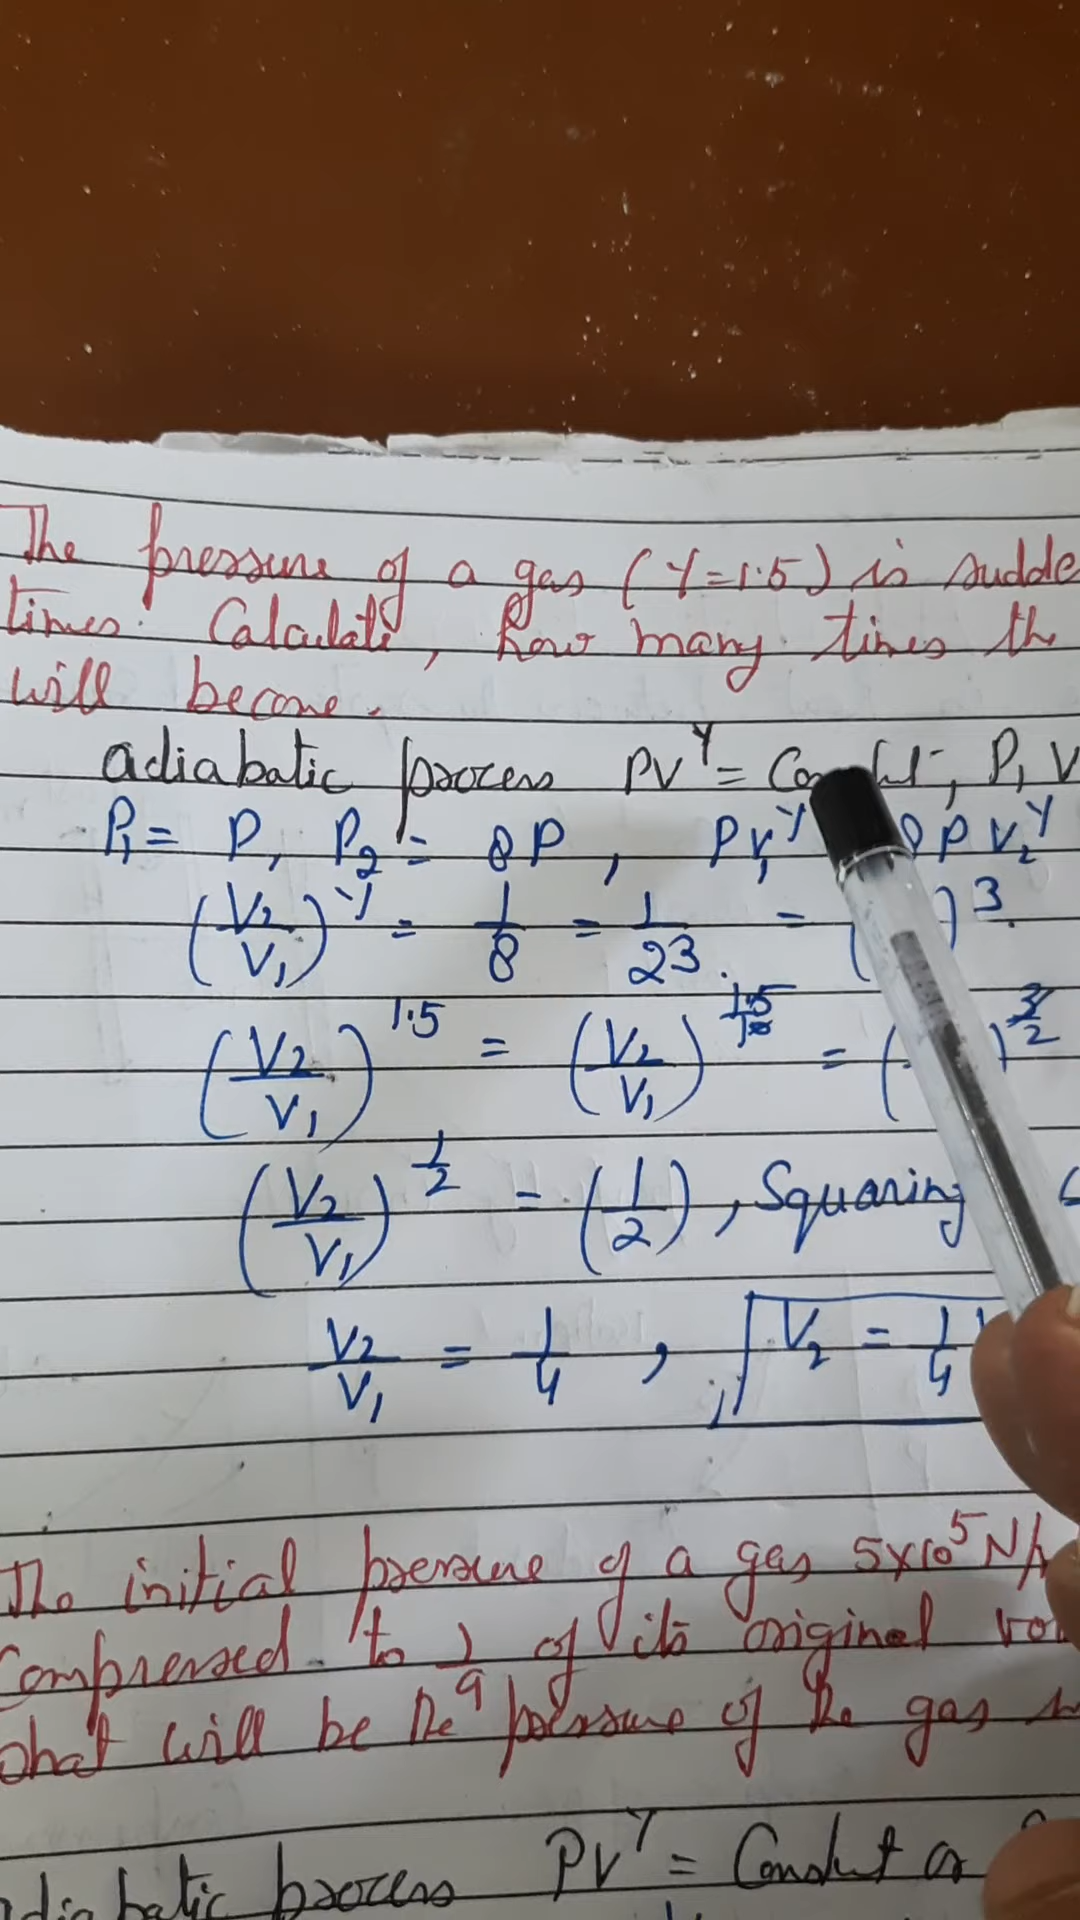 The pressure of a gas (γ=1.5) is sudde
times. Calculate, how many times th
will become.
adiabatic process PV^γ = , P₁ V
P₁ = P, P₂ = 8P, PV₁^γ 8PV₂^γ
(V₂/V₁)^γ = 1/8 = 1/2³. = ( )³.
(V₂/V₁)^1.5 = (V₂/V₁)^15/10 = ( )^3/2
(V₂/V₁)^1/2 = (1/2), Squaring
V₂/V₁ = 1/4, V₂ = 1/4
The initial pressure of a gas 5×10⁵ N/
Compressed to 1/9 of its original vo
what will be the pressure of the gas
adiabatic process PV^γ = Constant or